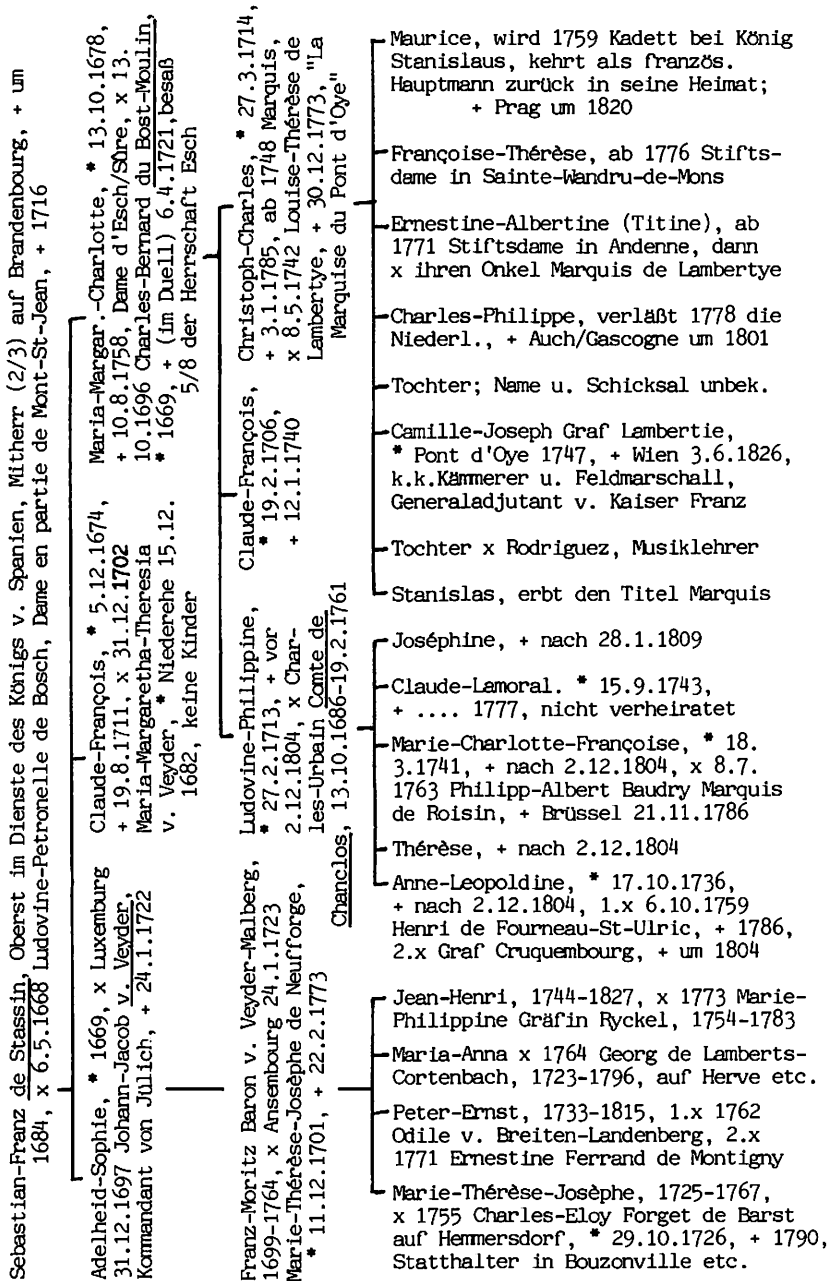 Sebastian-Franz de Stassin, Oberst im Dienste des Königs v. Spanien, Mitherr (2/3) auf Brandenbourg, + um
1684, x 6.5.1668 Ludovine-Petronelle de Bosch, Dame en partie de Mont-St-Jean, + 1716
Adelheid-Sophie, * 1669, x Luxemburg
31.12.1697 Johann-Jacob v. Veyder,
Kommandant von Jülich, + 24.1.1722
Claude-François, * 5.12.1674,
+ 19.8.1711, x 31.12.1702
Maria-Margaretha-Theresia
v. Veyder, * Niederehe 15.12.
1682, keine Kinder
Maria-Margar.-Charlotte, * 13.10.1678,
+ 10.8.1758, Dame d'Esch/Sûre, x 13.
10.1696 Charles-Bernard du Bost-Moulin,
* 1669, + (im Duell) 6.4.1721,besaß
5/8 der Herrschaft Esch
Franz-Moritz Baron v. Veyder-Malberg,
1699-1764, x Ansembourg 24.1.1723
Marie-Thérèse-Josèphe de Neufforge,
* 11.12.1701, + 22.2.1773
Ludovine-Philippine,
* 27.2.1713, + vor
2.12.1804, x Char-
les-Urbain Comte de
Chanclos, 13.10.1686-19.2.1761
Claude-François,
* 19.2.1706,
+ 12.1.1740
Christoph-Charles, * 27.3.1714,
+ 3.1.1785, ab 1748 Marquis,
x 8.5.1742 Louise-Thérèse de
Lambertye, + 30.12.1773, "La
Marquise du Pont d'Oye"
Maurice, wird 1759 Kadett bei König
Stanislaus, kehrt als französ.
Hauptmann zurück in seine Heimat;
+ Prag um 1820
Françoise-Thérèse, ab 1776 Stifts-
dame in Sainte-Wandru-de-Mons
Ernestine-Albertine (Titine), ab
1771 Stiftsdame in Andenne, dann
x ihren Onkel Marquis de Lambertye
Charles-Philippe, verläßt 1778 die
Niederl., + Auch/Gascogne um 1801
Tochter; Name u. Schicksal unbek.
Camille-Joseph Graf Lambertie,
* Pont d'Oye 1747, + Wien 3.6.1826,
k.k.Kämmerer u. Feldmarschall,
Generaladjutant v. Kaiser Franz
Tochter x Rodriguez, Musiklehrer
Stanislas, erbt den Titel Marquis
Joséphine, + nach 28.1.1809
Claude-Lamoral. * 15.9.1743,
+ .... 1777, nicht verheiratet
Marie-Charlotte-Françoise, * 18.
3.1741, + nach 2.12.1804, x 8.7.
1763 Philipp-Albert Baudry Marquis
de Roisin, + Brüssel 21.11.1786
Thérèse, + nach 2.12.1804
Anne-Leopoldine, * 17.10.1736,
+ nach 2.12.1804, 1.x 6.10.1759
Henri de Fourneau-St-Ulric, + 1786,
2.x Graf Cruquembourg, + um 1804
Jean-Henri, 1744-1827, x 1773 Marie-
Philippine Gräfin Ryckel, 1754-1783
Maria-Anna x 1764 Georg de Lamberts-
Cortenbach, 1723-1796, auf Herve etc.
Peter-Ernst, 1733-1815, 1.x 1762
Odile v. Breiten-Landenberg, 2.x
1771 Ernestine Ferrand de Montigny
Marie-Thérèse-Josèphe, 1725-1767,
x 1755 Charles-Eloy Forget de Barst
auf Hemmersdorf, * 29.10.1726, + 1790,
Statthalter in Bouzonville etc.